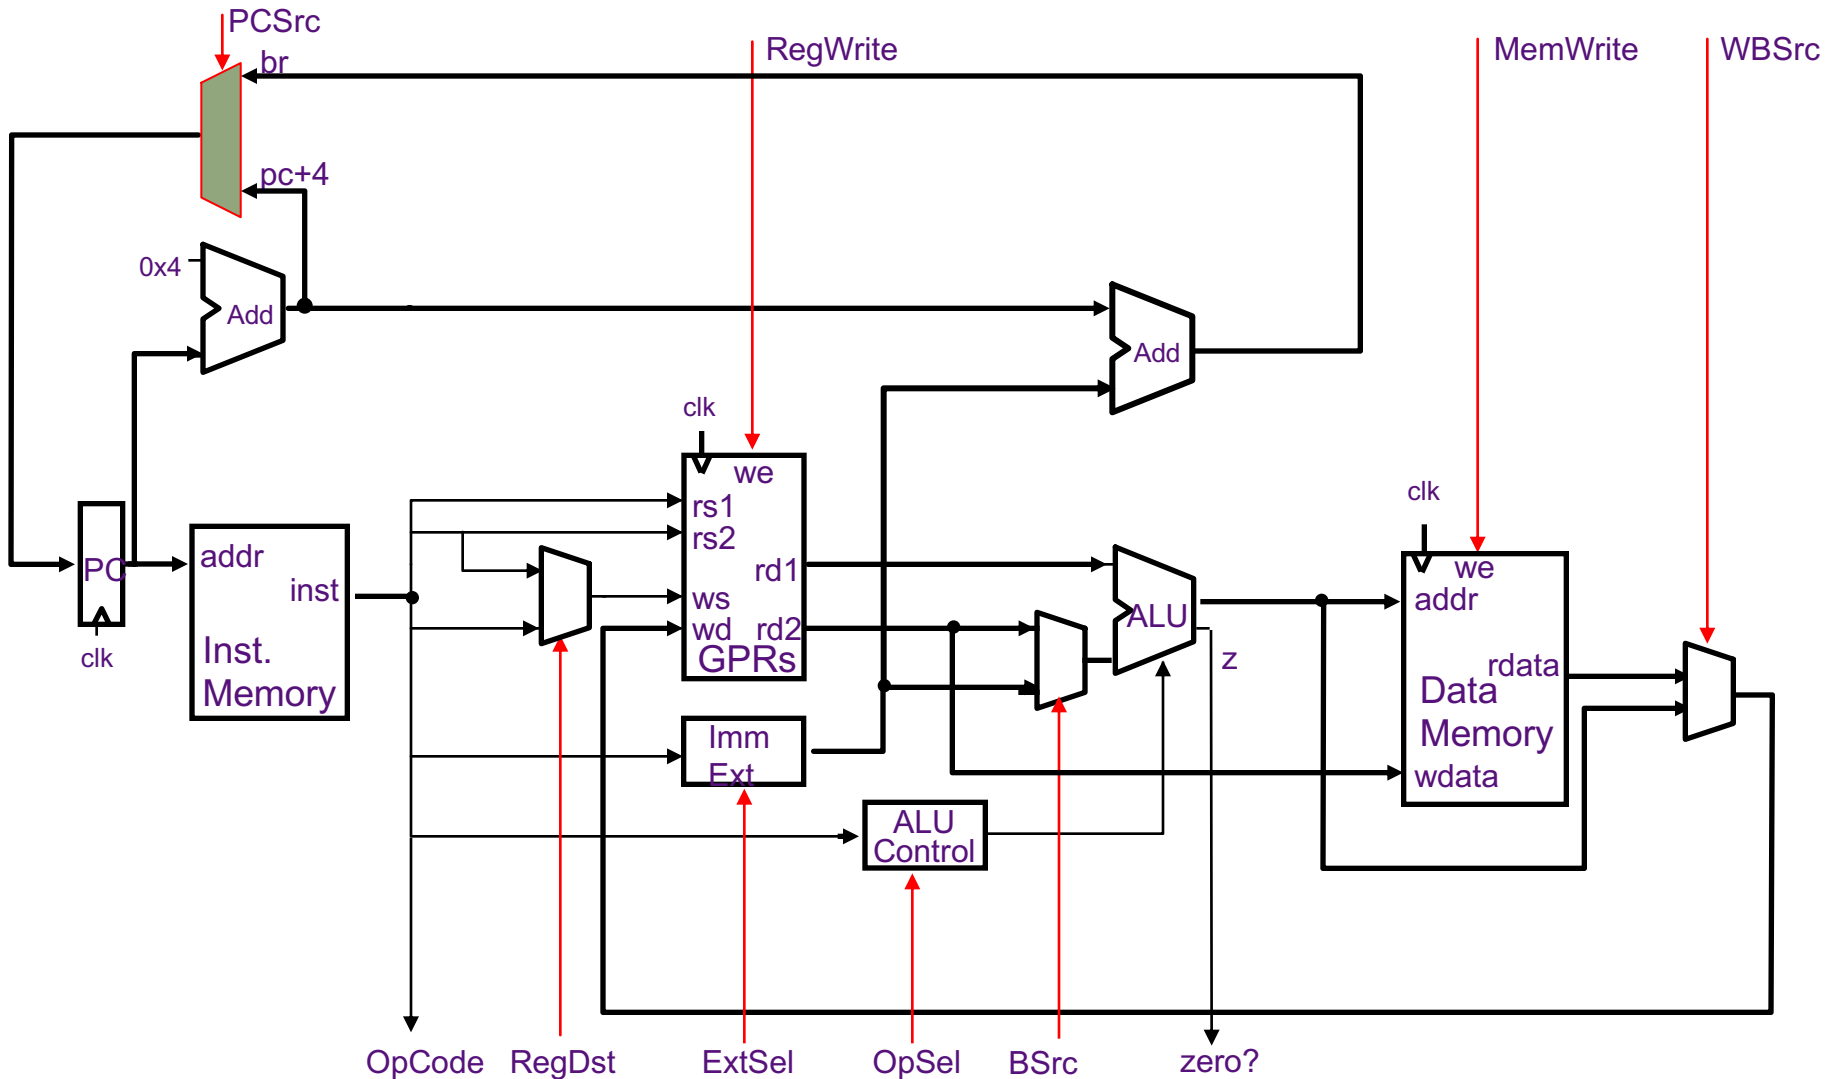 PCSrc
br
RegWrite
MemWrite
WBSrc
pc+4
0x4
Add
Add
clk
we
rs1
rs2
rd1
ws
wd
rd2
GPRs
PC
clk
addr
inst
Inst.
Memory
Imm
Ext
ALU
Control
ALU
z
clk
we
addr
rdata
Data
Memory
wdata
OpCode
RegDst
ExtSel
OpSel
BSrc
zero?